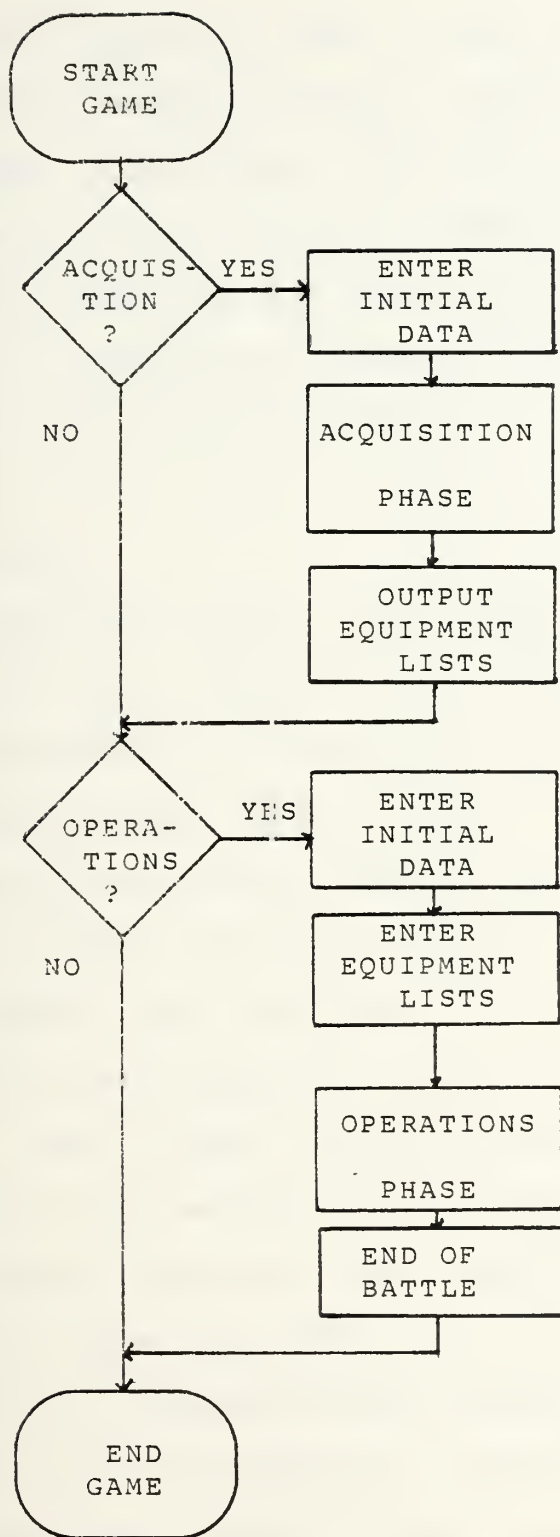 START
GAME
ACQUIS-
TION
?
YES
ENTER
INITIAL
DATA
NO
ACQUISITION
PHASE
OUTPUT
EQUIPMENT
LISTS
OPERA-
TIONS
?
YES
ENTER
INITIAL
DATA
NO
ENTER
EQUIPMENT
LISTS
OPERATIONS
PHASE
END OF
BATTLE
END
GAME